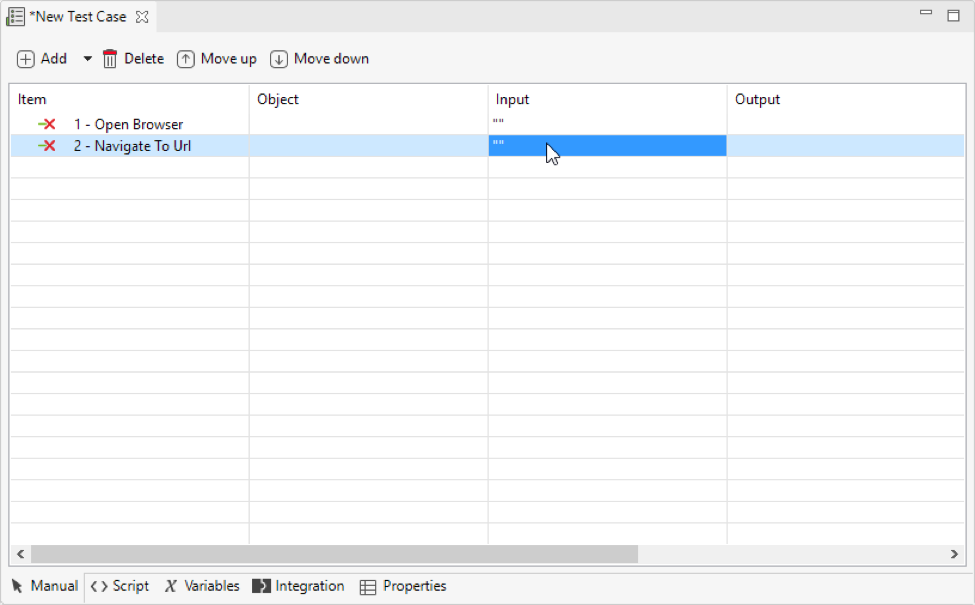 *New Test Case
Add Delete Move up Move down
Item Object Input Output
1 - Open Browser ""
2 - Navigate To Url ""
Manual Script Variables Integration Properties